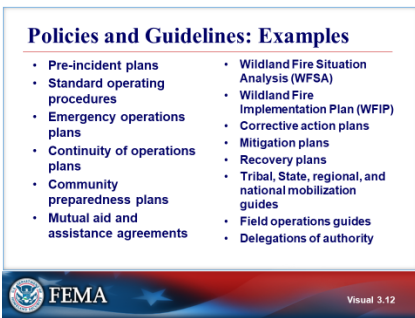 Policies and Guidelines: Examples
• Pre-incident plans
• Standard operating
procedures
• Emergency operations
plans
• Continuity of operations
plans
• Community
preparedness plans
• Mutual aid and
assistance agreements
• Wildland Fire Situation
Analysis (WFSA)
• Wildland Fire
Implementation Plan (WFIP)
• Corrective action plans
• Mitigation plans
• Recovery plans
• Tribal, State, regional, and
national mobilization
guides
• Field operations guides
• Delegations of authority
FEMA
Visual 3.12